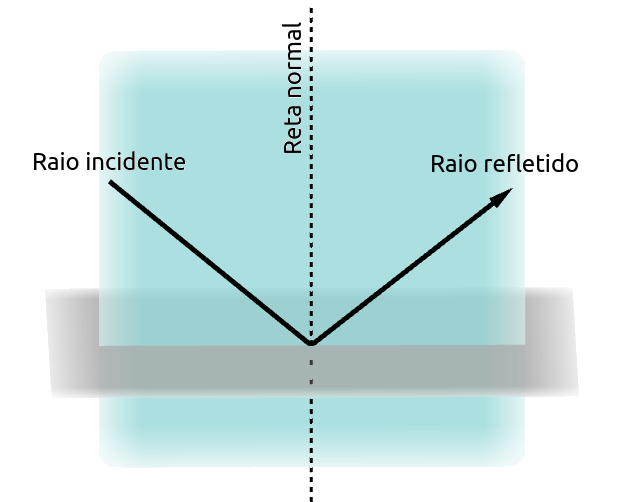 Reta normal
Raio incidente
Raio refletido